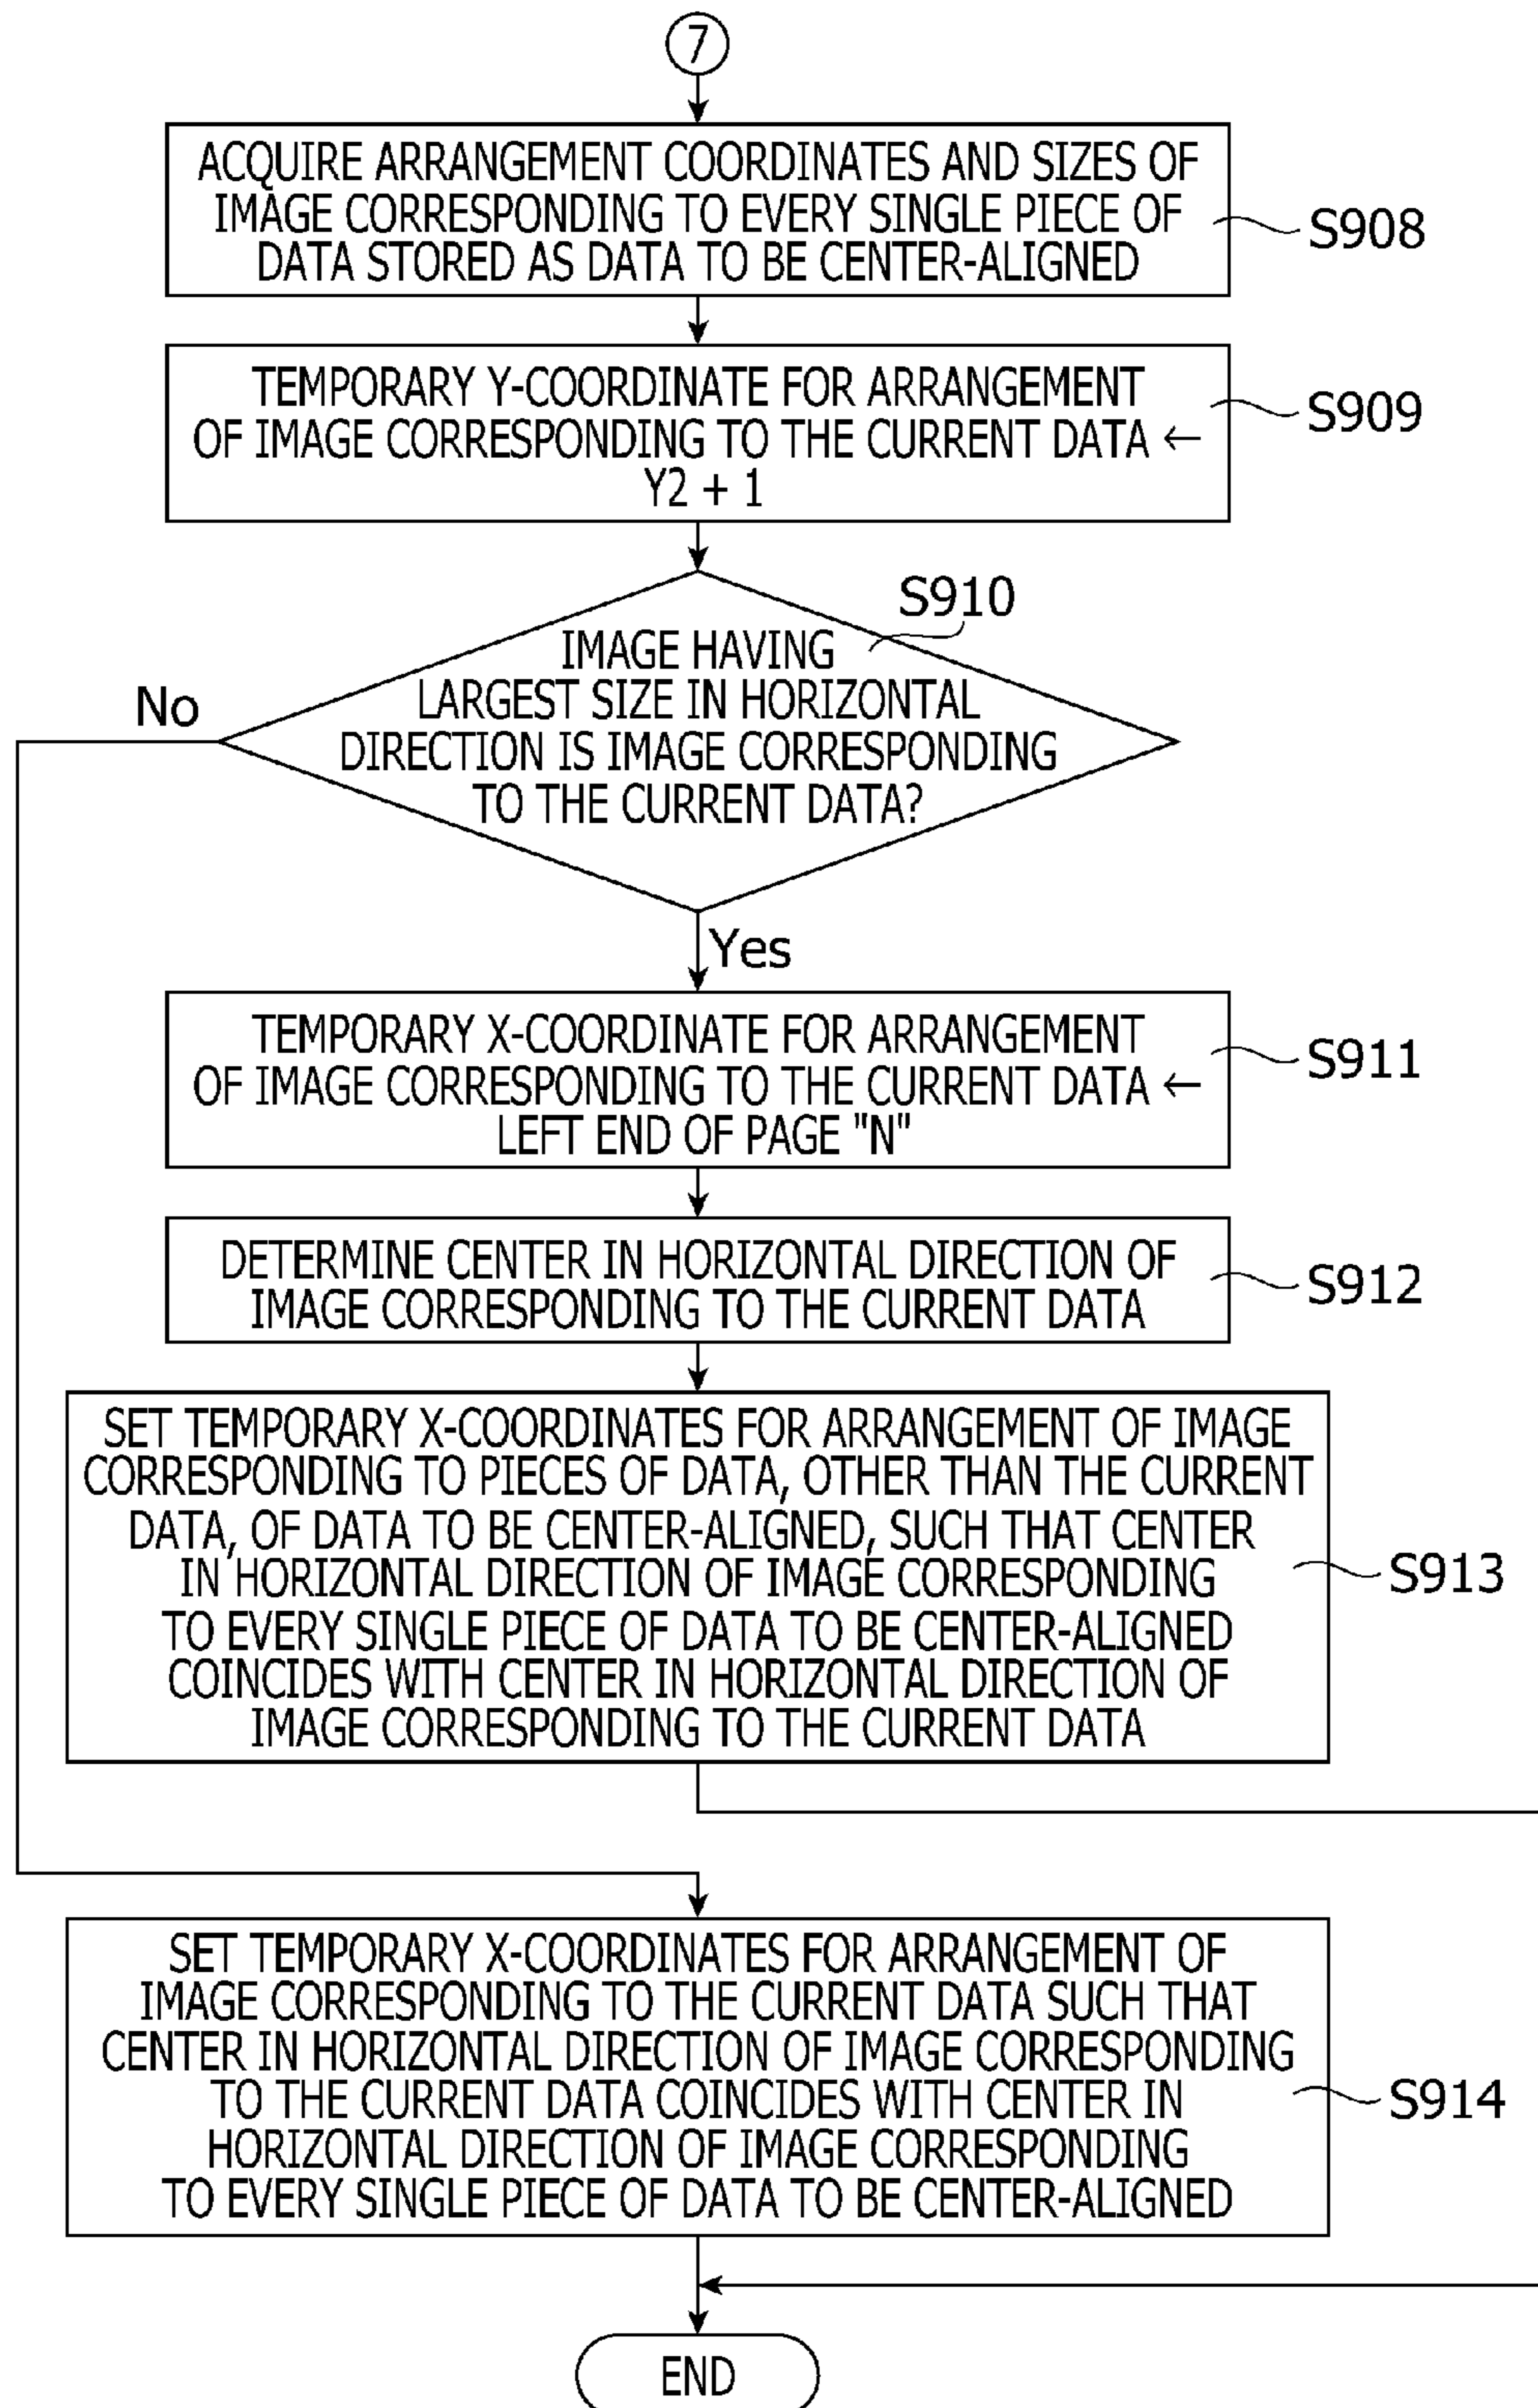 7
ACQUIRE ARRANGEMENT COORDINATES AND SIZES OF
IMAGE CORRESPONDING TO EVERY SINGLE PIECE OF
DATA STORED AS DATA TO BE CENTER-ALIGNED
S908
TEMPORARY Y-COORDINATE FOR ARRANGEMENT
OF IMAGE CORRESPONDING TO THE CURRENT DATA ←
Y2 + 1
S909
S910
IMAGE HAVING
LARGEST SIZE IN HORIZONTAL
DIRECTION IS IMAGE CORRESPONDING
TO THE CURRENT DATA?
No
Yes
TEMPORARY X-COORDINATE FOR ARRANGEMENT
OF IMAGE CORRESPONDING TO THE CURRENT DATA ←
LEFT END OF PAGE "N"
S911
DETERMINE CENTER IN HORIZONTAL DIRECTION OF
IMAGE CORRESPONDING TO THE CURRENT DATA
S912
SET TEMPORARY X-COORDINATES FOR ARRANGEMENT OF IMAGE
CORRESPONDING TO PIECES OF DATA, OTHER THAN THE CURRENT
DATA, OF DATA TO BE CENTER-ALIGNED, SUCH THAT CENTER
IN HORIZONTAL DIRECTION OF IMAGE CORRESPONDING
TO EVERY SINGLE PIECE OF DATA TO BE CENTER-ALIGNED
COINCIDES WITH CENTER IN HORIZONTAL DIRECTION OF
IMAGE CORRESPONDING TO THE CURRENT DATA
S913
SET TEMPORARY X-COORDINATES FOR ARRANGEMENT OF
IMAGE CORRESPONDING TO THE CURRENT DATA SUCH THAT
CENTER IN HORIZONTAL DIRECTION OF IMAGE CORRESPONDING
TO THE CURRENT DATA COINCIDES WITH CENTER IN
HORIZONTAL DIRECTION OF IMAGE CORRESPONDING
TO EVERY SINGLE PIECE OF DATA TO BE CENTER-ALIGNED
S914
END